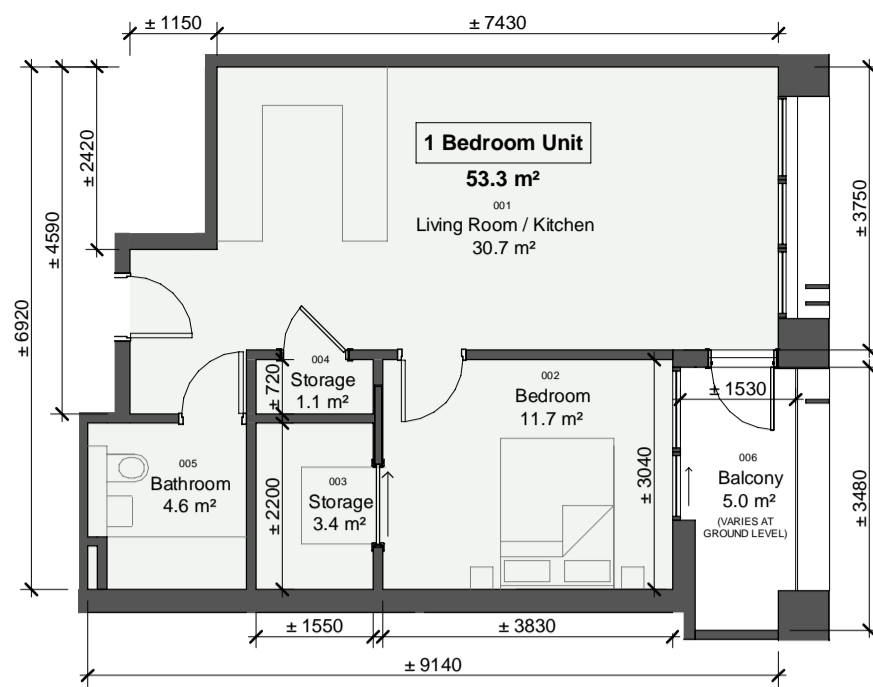 ± 1150
± 7430
± 2420
± 4590
± 6920
1 Bedroom Unit
53.3 m²
001
Living Room / Kitchen
30.7 m²
± 3750
004
Storage
1.1 m²
± 720
002
Bedroom
11.7 m²
± 1530
005
Bathroom
4.6 m²
± 2200
003
Storage
3.4 m²
± 3040
006
Balcony
5.0 m²
(VARIES AT
GROUND LEVEL)
± 3480
± 1550
± 3830
± 9140